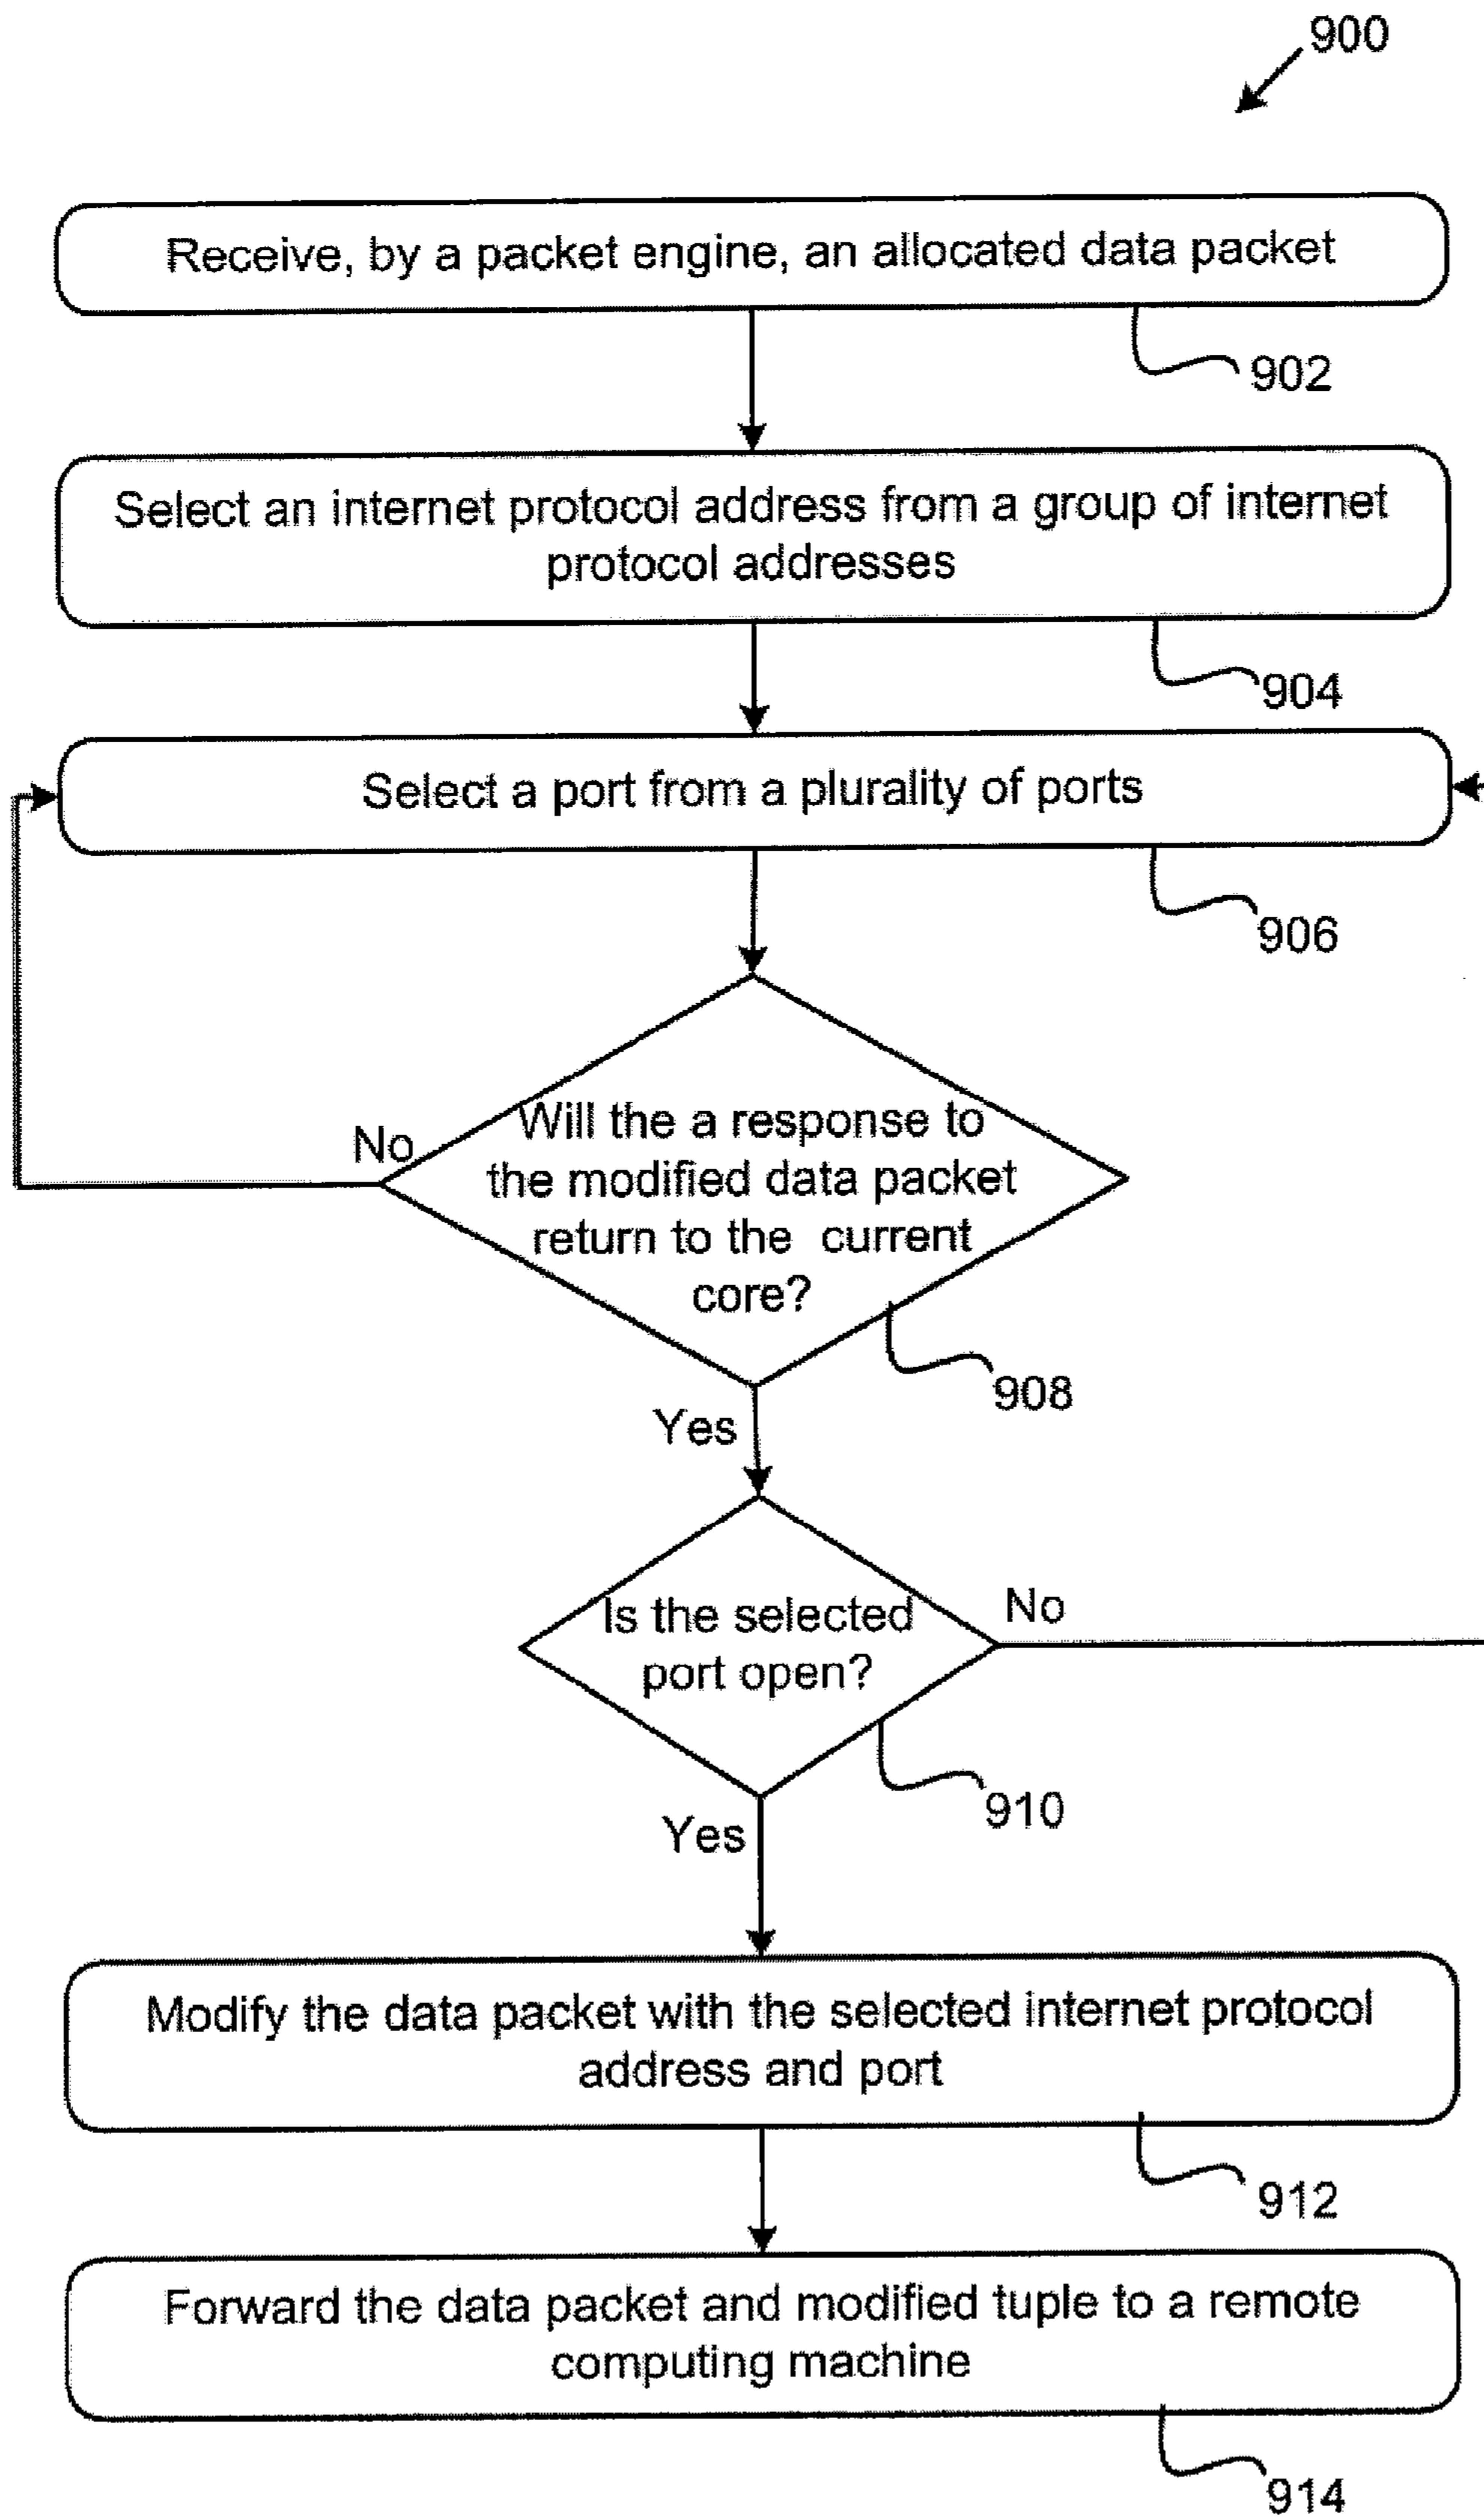 900
Receive, by a packet engine, an allocated data packet
902
Select an internet protocol address from a group of internet
protocol addresses
904
Select a port from a plurality of ports
906
Will the a response to
No
the modified data packet
return to the current
core?
908
Yes
Is the selected
No
port open?
910
Yes
Modify the data packet with the selected internet protocol
address and port
912
Forward the data packet and modified tuple to a remote
computing machine
914